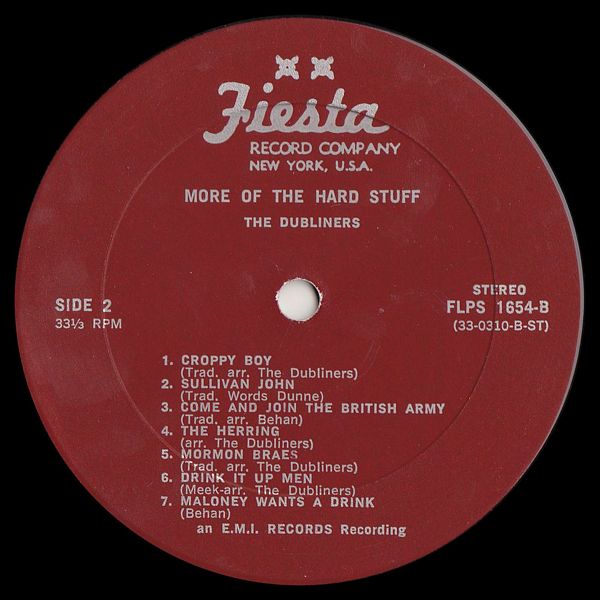 Fiesta
RECORD COMPANY
NEW YORK, U.S.A.
MORE OF THE HARD STUFF
THE DUBLINERS
SIDE 2
33⅓ RPM
STEREO
FLPS 1654-B
(33-0310-B-ST)
1. CROPPY BOY
(Trad. arr. The Dubliners)
2. SULLIVAN JOHN
(Trad. Words Dunne)
3. COME AND JOIN THE BRITISH ARMY
(Trad. arr. Behan)
4. THE HERRING
(arr. The Dubliners)
5. MORMON BRAES
(Trad. arr. The Dubliners)
6. DRINK IT UP MEN
(Meek-arr. The Dubliners)
7. MALONEY WANTS A DRINK
(Behan)
an E.M.I. RECORDS Recording